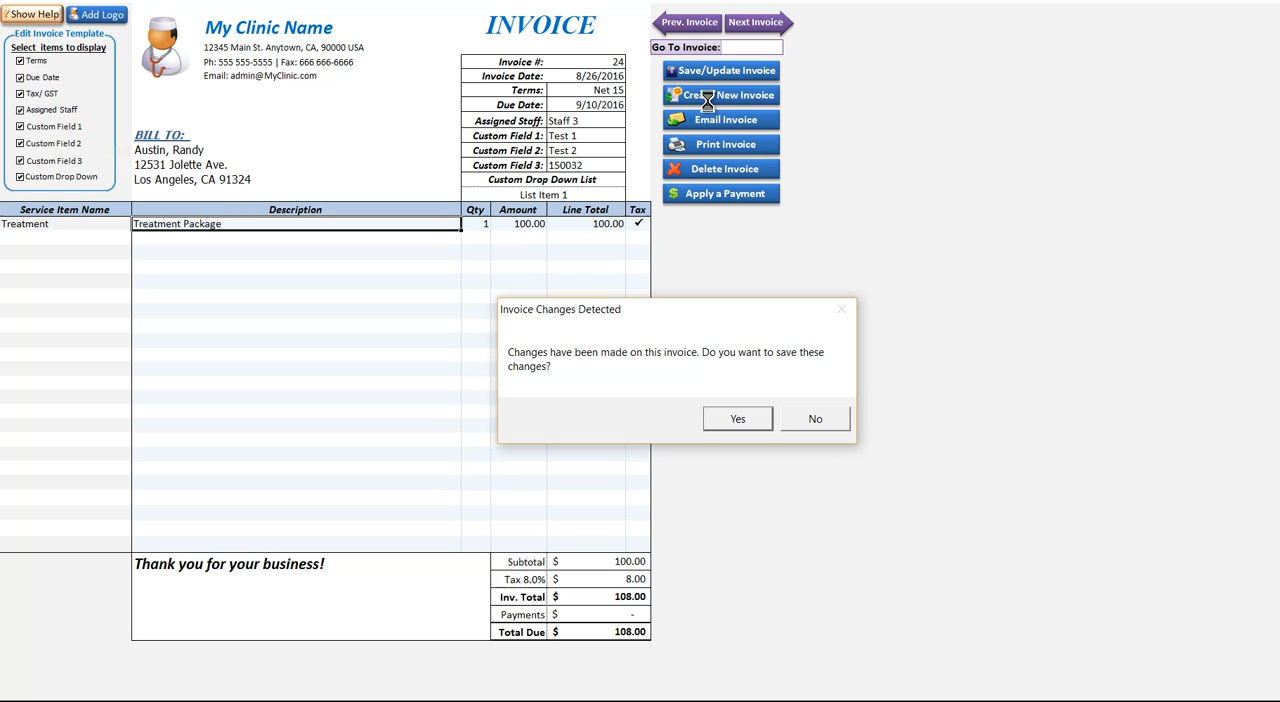 Show Help
Add Logo
Edit Invoice Template
Select items to display
Terms
Due Date
Tax/ GST
Assigned Staff
Custom Field 1
Custom Field 2
Custom Field 3
Custom Drop Down
My Clinic Name
12345 Main St. Anytown, CA, 90000 USA
Ph: 555 555-5555 | Fax: 666 666-6666
Email: admin@MyClinic.com
INVOICE
Invoice #: 24
Invoice Date: 8/26/2016
Terms: Net 15
Due Date: 9/10/2016
Assigned Staff: Staff 3
Custom Field 1: Test 1
Custom Field 2: Test 2
Custom Field 3: 150032
Custom Drop Down List
List Item 1
BILL TO:
Austin, Randy
12531 Jolette Ave.
Los Angeles, CA 91324
Prev. Invoice Next Invoice
Go To Invoice:
Save/Update Invoice
New Invoice
Email Invoice
Print Invoice
Delete Invoice
Apply a Payment
Service Item Name Description Qty Amount Line Total Tax
Treatment Treatment Package 1 100.00 100.00 ✓
Invoice Changes Detected
Changes have been made on this invoice. Do you want to save these
changes?
Yes No
Thank you for your business!
Subtotal $ 100.00
Tax 8.0% $ 8.00
Inv. Total $ 108.00
Payments $ -
Total Due $ 108.00